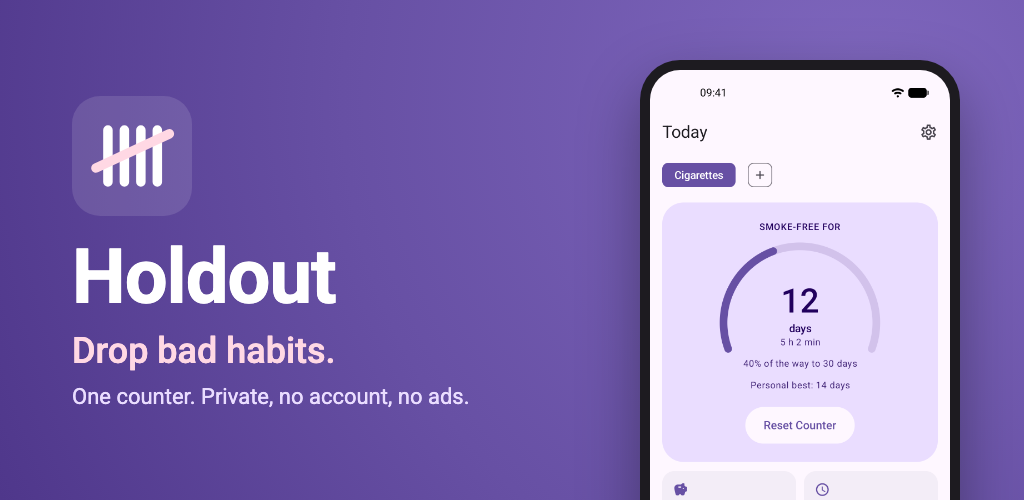 Holdout
Drop bad habits.
One counter. Private, no account, no ads.
09:41
Today
Cigarettes
+
SMOKE-FREE FOR
12
days
5 h 2 min
40% of the way to 30 days
Personal best: 14 days
Reset Counter